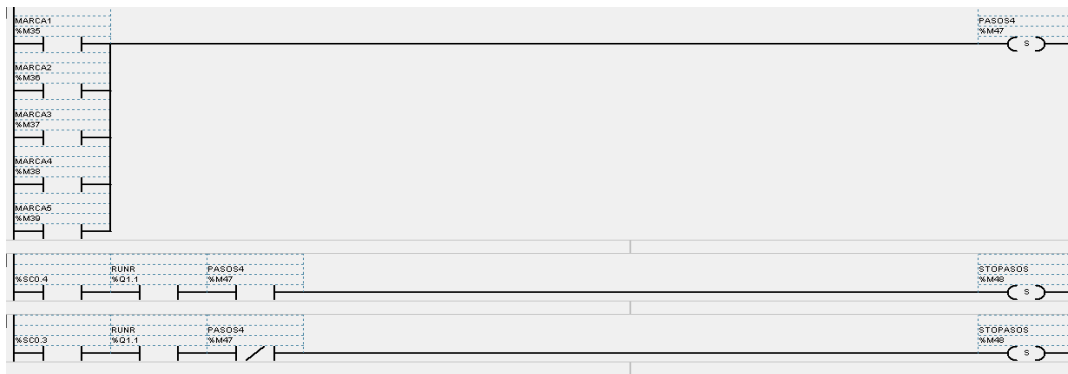 MARCA1 PASOS4
%M35 %M47
S
MARCA2
%M36
MARCA3
%M37
MARCA4
%M38
MARCA5
%M39
RUNR PASOS4 STOPASOS
%SC0.4 %Q1.1 %M47 %M48
S
RUNR PASOS4 STOPASOS
%SC0.3 %Q1.1 %M47 %M48
S